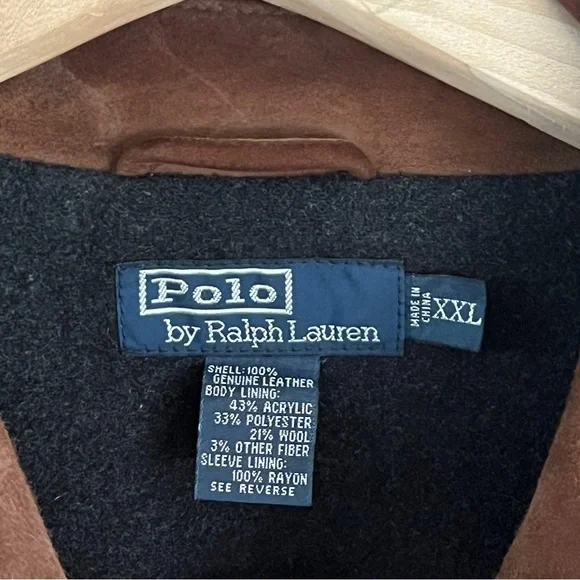 Polo
by Ralph Lauren
MADE IN
CHINA
XXL
SHELL: 100%
GENUINE LEATHER
BODY LINING:
43% ACRYLIC
33% POLYESTER
21% WOOL
3% OTHER FIBER
SLEEVE LINING:
100% RAYON
SEE REVERSE